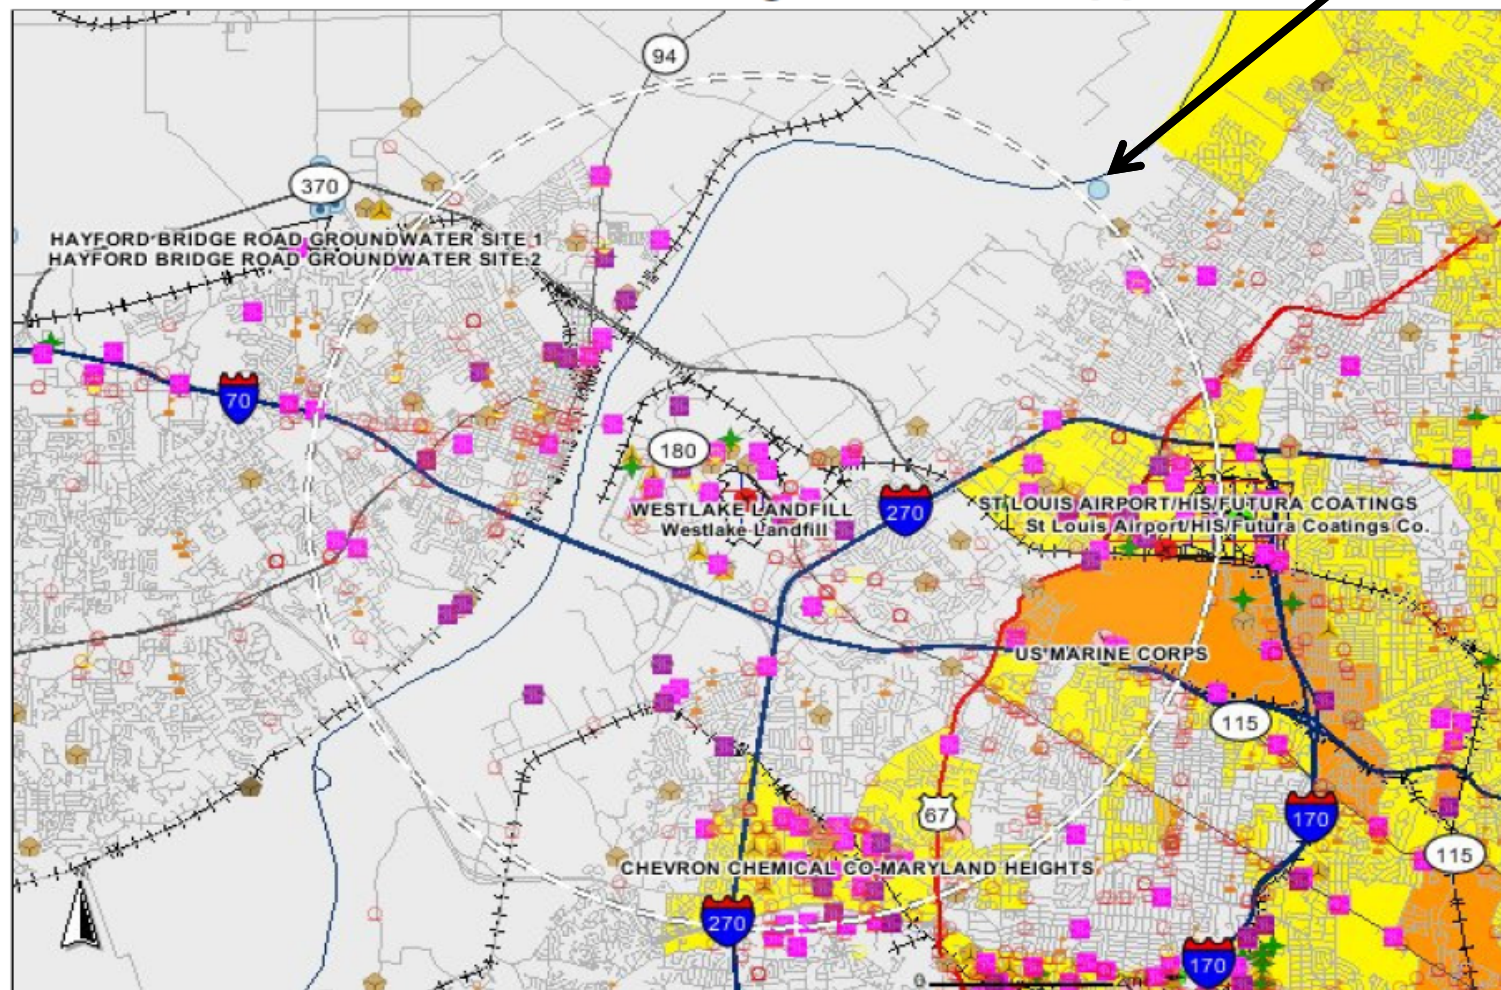 94
370
HAYFORD BRIDGE ROAD GROUNDWATER SITE 1
HAYFORD BRIDGE ROAD GROUNDWATER SITE 2
70
180
WESTLAKE LANDFILL
Westlake Landfill
270
ST LOUIS AIRPORT/HIS/FUTURA COATINGS
St Louis Airport/HIS/Futura Coatings Co.
US MARINE CORPS
115
67
170
115
CHEVRON CHEMICAL CO-MARYLAND HEIGHTS
270
170
0